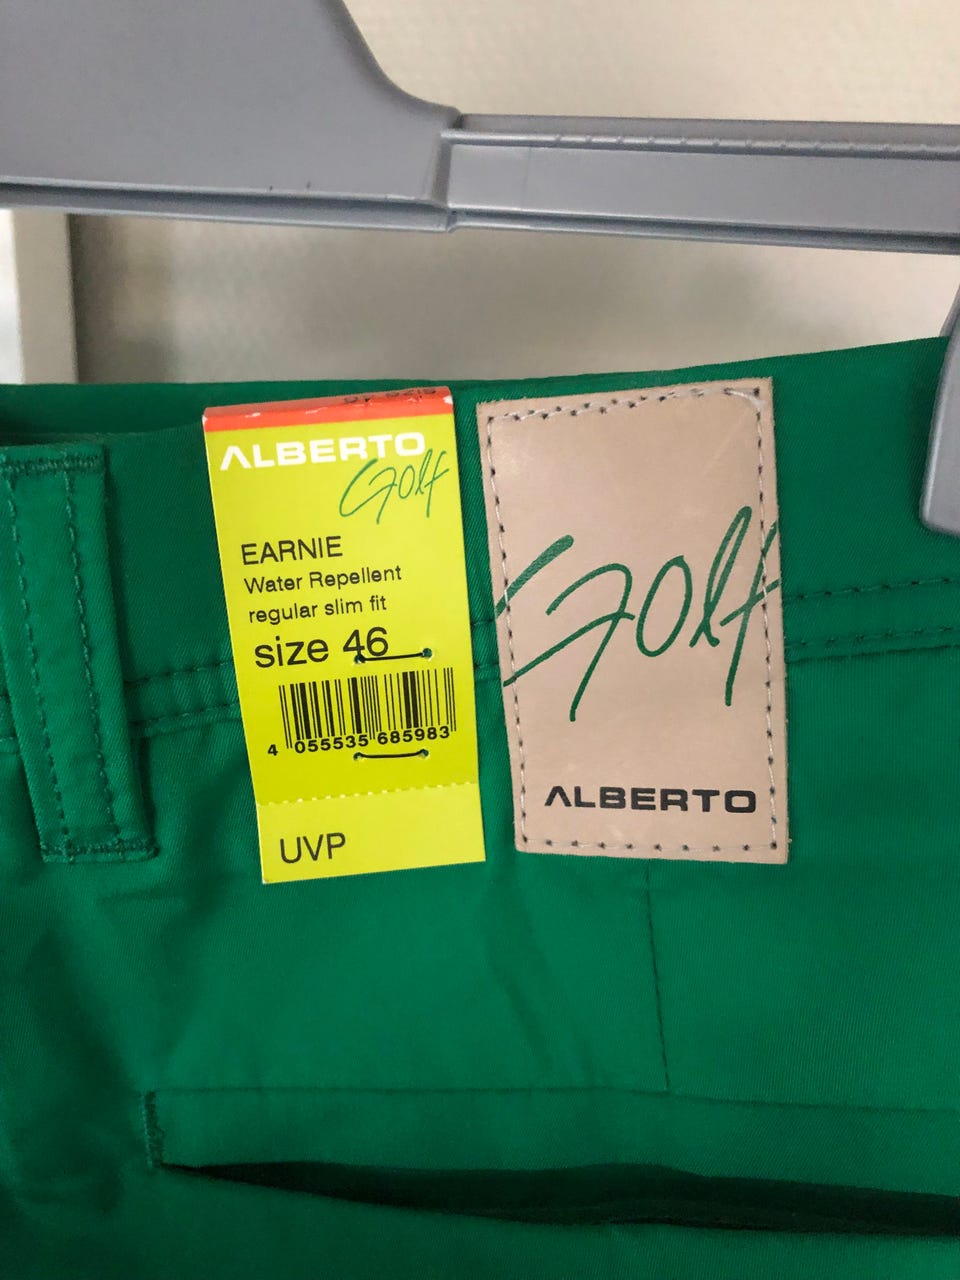 ALBERTO
Golf
EARNIE
Water Repellent
regular slim fit
size 46
4 055535 685983
UVP
Golf
ALBERTO